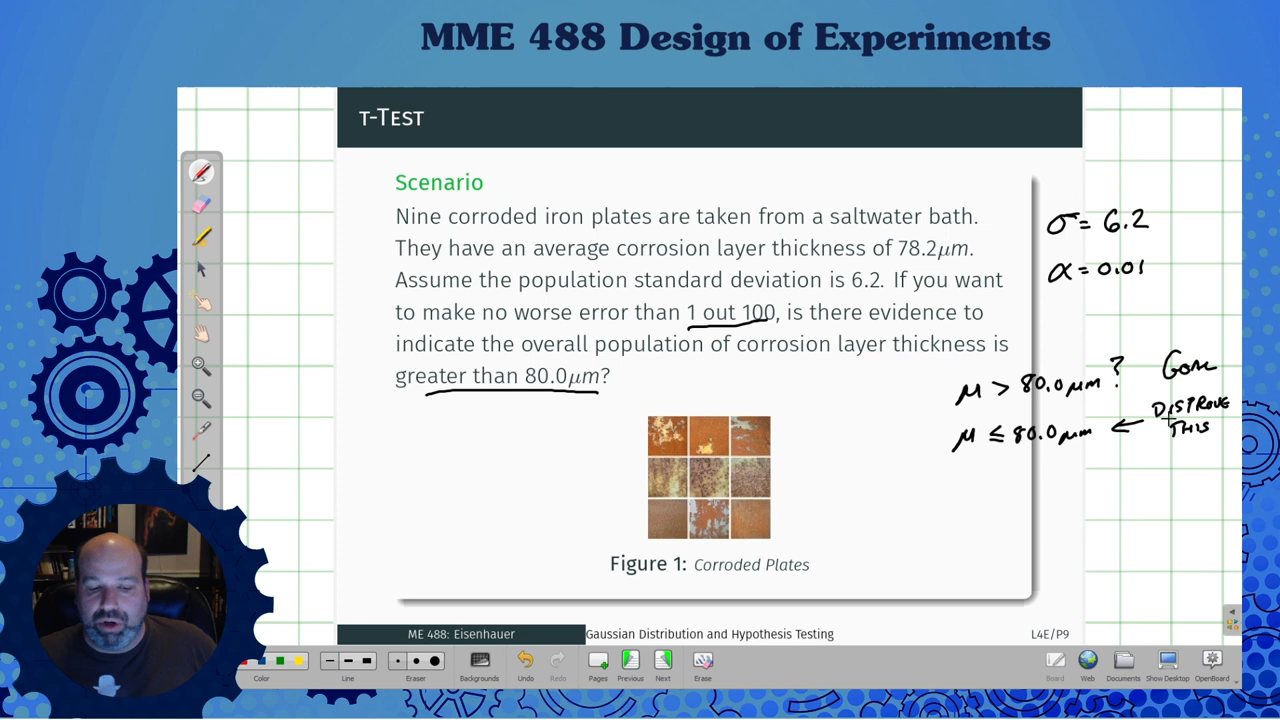 MME 488 Design of Experiments
T-TEST
Scenario
Nine corroded iron plates are taken from a saltwater bath.
They have an average corrosion layer thickness of 78.2μm.
Assume the population standard deviation is 6.2. If you want
to make no worse error than 1 out 100, is there evidence to
indicate the overall population of corrosion layer thickness is
greater than 80.0μm?
σ = 6.2
α = 0.01
μ > 80.0 μm ? GOAL
μ ≤ 80.0 μm ← DISPROVE
THIS
Figure 1: Corroded Plates
ME 488: Eisenhauer Gaussian Distribution and Hypothesis Testing L4E/P9
Color Line Eraser Backgrounds Undo Redo Pages Previous Next Erase Board Web Documents Show Desktop OpenBoard